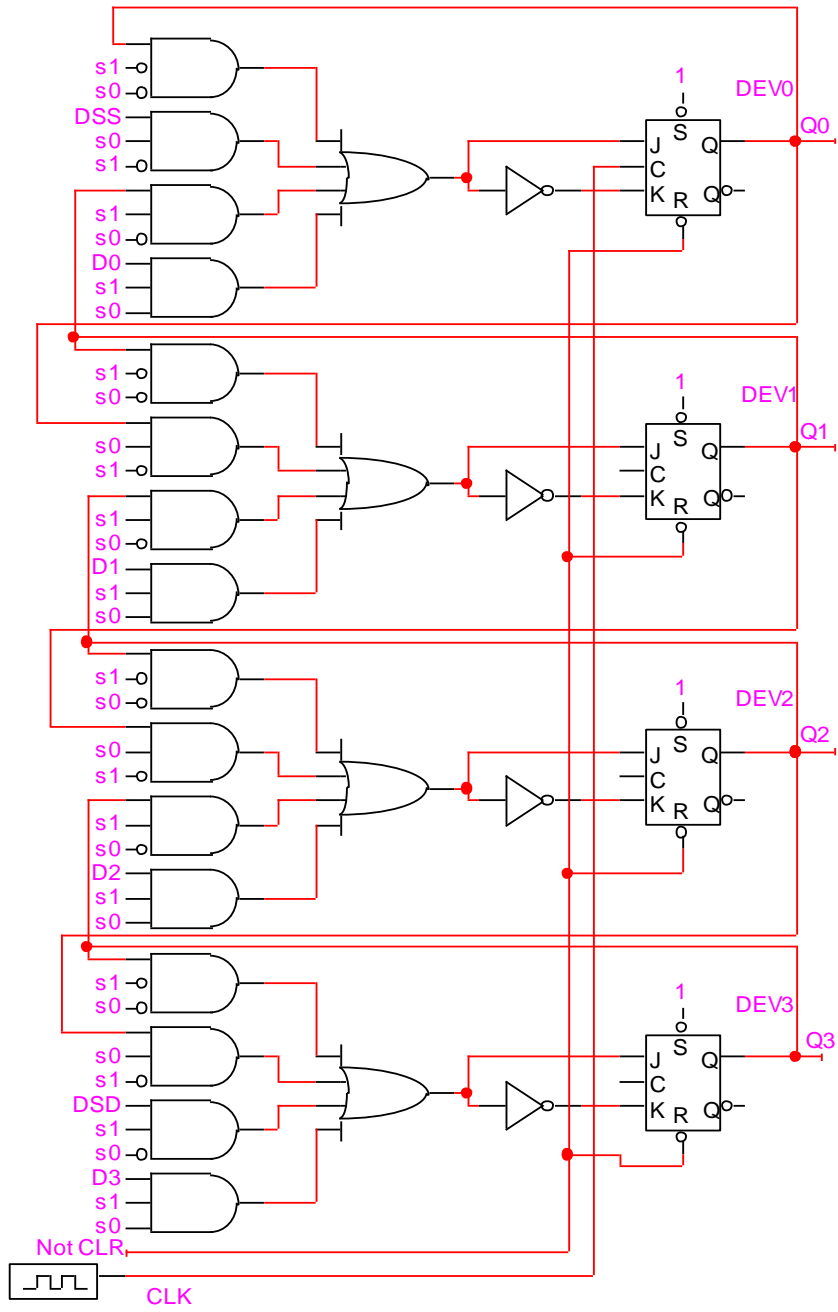 s1
s0
DSS
s0
s1
s1
s0
D0
s1
s0
1
DEV0
Q0
S
J
Q
C
K
R
Q
s1
s0
s0
s1
s1
s0
D1
s1
s0
1
DEV1
Q1
S
J
Q
C
K
R
Q
s1
s0
s0
s1
s1
s0
D2
s1
s0
1
DEV2
Q2
S
J
Q
C
K
R
Q
s1
s0
s0
s1
DSD
s1
s0
D3
s1
s0
1
DEV3
Q3
S
J
Q
C
K
R
Q
Not CLR
CLK